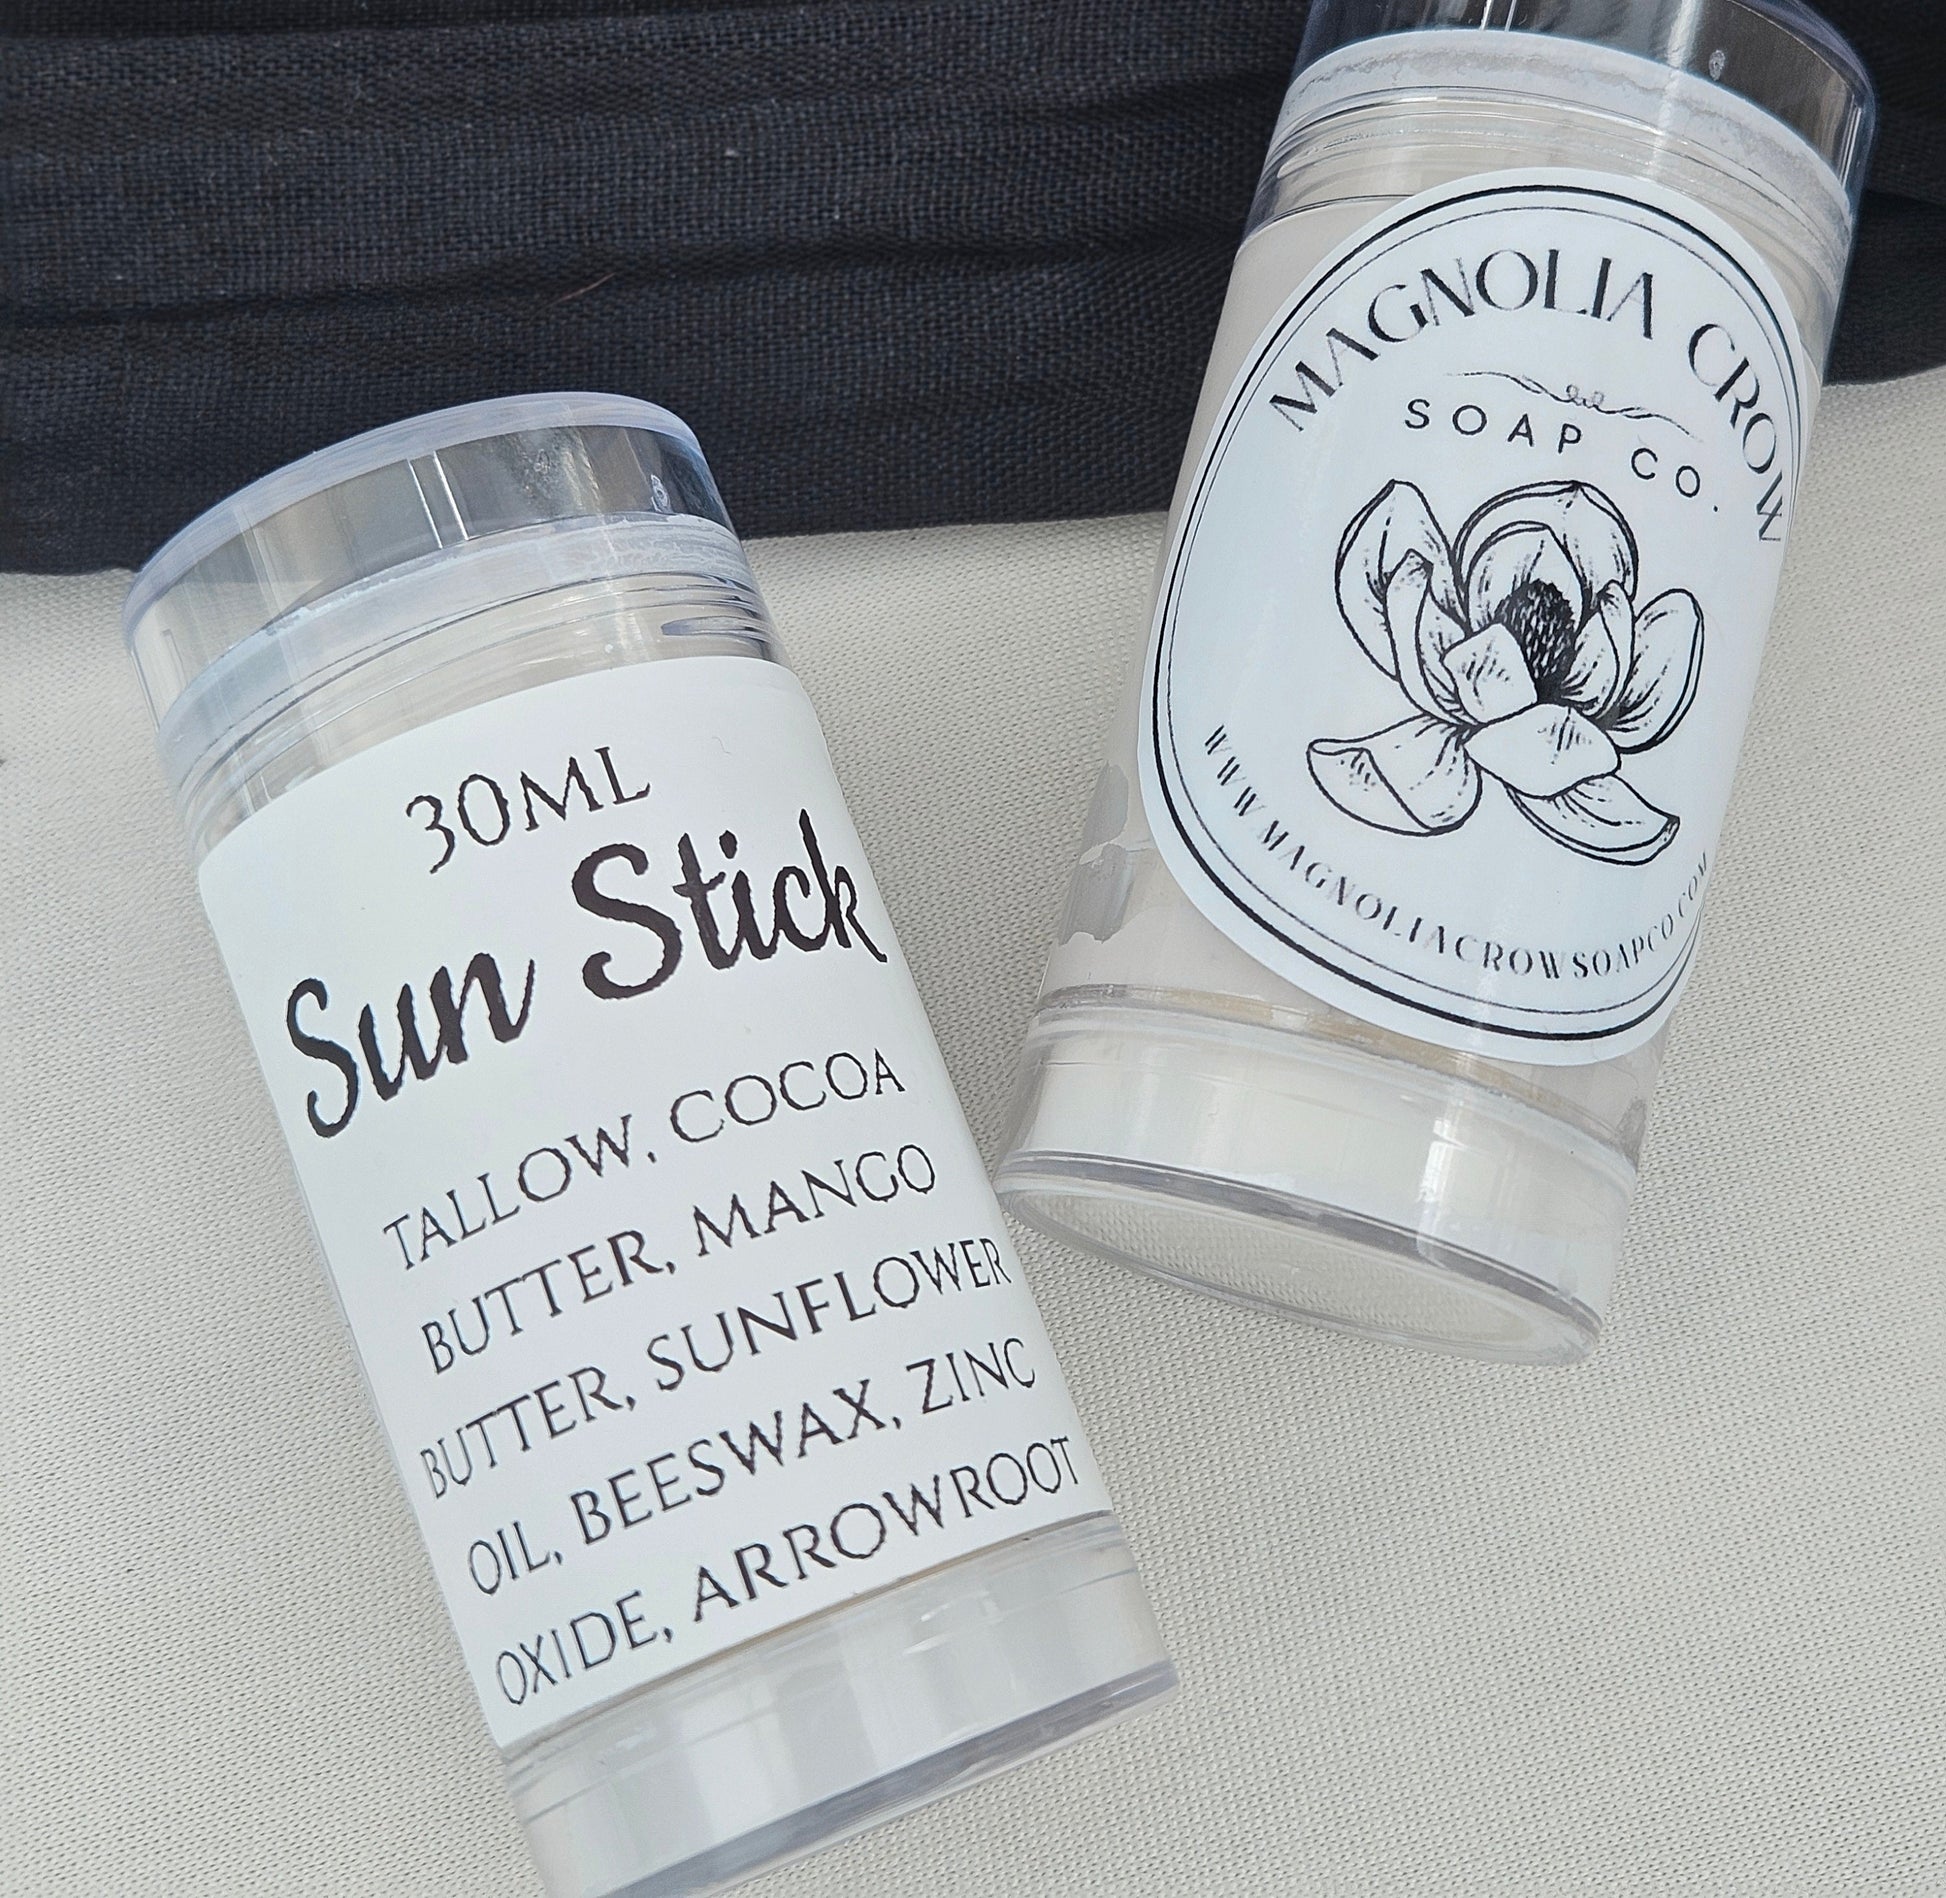 30ML
Sun Stick
TALLOW, COCOA
BUTTER, MANGO
BUTTER, SUNFLOWER
OIL, BEESWAX, ZINC
OXIDE, ARROWROOT
MAGNOLIA CROW
SOAP CO.
WWW.MAGNOLIACROWSOAPCO.COM